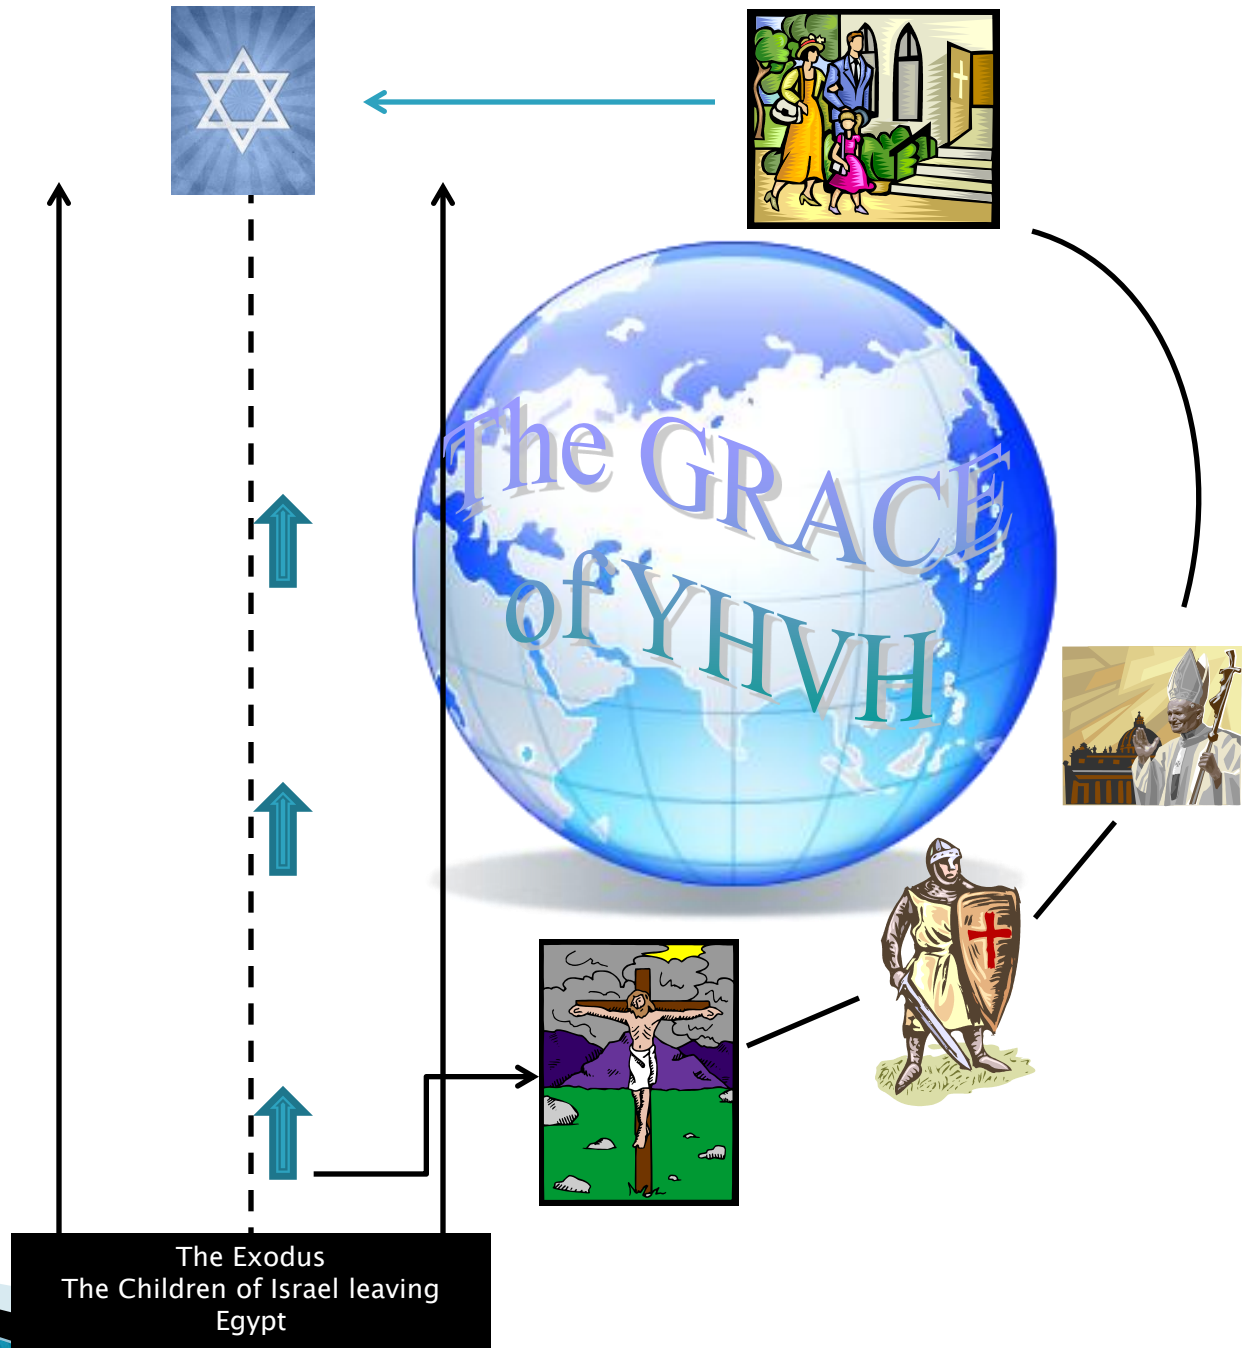 The GRACE
of YHVH
The Exodus
The Children of Israel leaving
Egypt